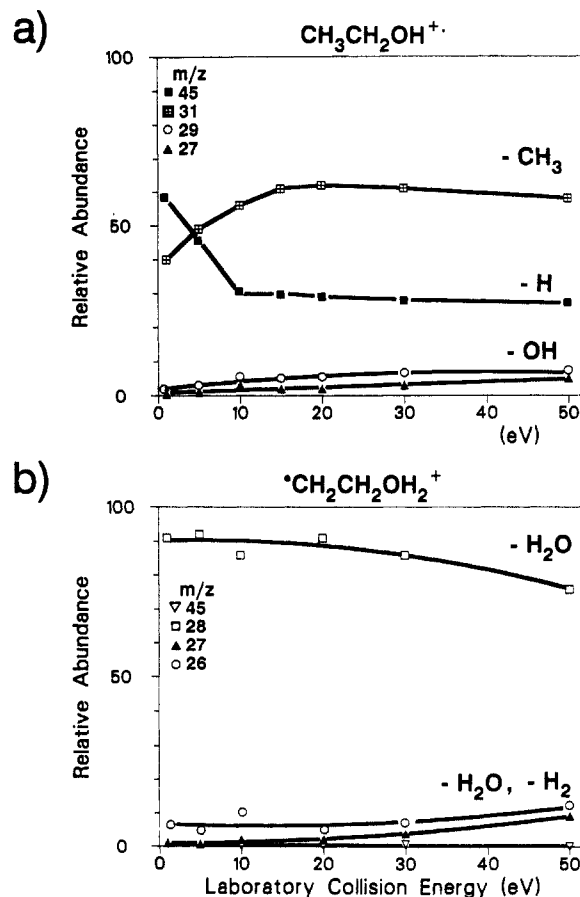 a)
CH₃CH₂OH⁺·
100
m/z
■ 45
⊞ 31
○ 29
▲ 27
- CH₃
50
- H
- OH
0
0 10 20 30 40 50
(eV)
Relative Abundance
b)
•CH₂CH₂OH₂⁺
100
- H₂O
m/z
▽ 45
□ 28
▲ 27
○ 26
50
- H₂O, - H₂
0
0 10 20 30 40 50
Relative Abundance
Laboratory Collision Energy (eV)